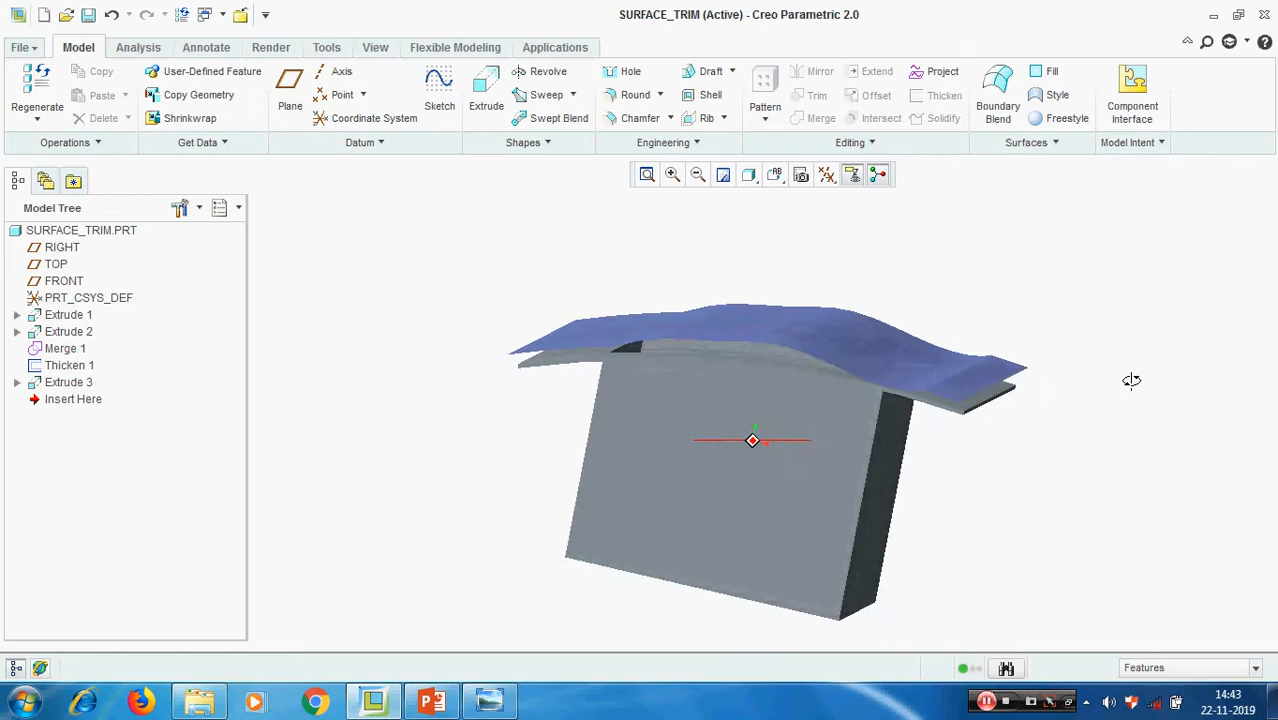 SURFACE_TRIM (Active) - Creo Parametric 2.0
File Model Analysis Annotate Render Tools View Flexible Modeling Applications
Regenerate
Copy
Paste
Delete
Operations
User-Defined Feature
Copy Geometry
Shrinkwrap
Get Data
Plane
Axis
Point
Coordinate System
Sketch
Datum
Extrude
Revolve
Sweep
Swept Blend
Shapes
Hole
Round
Chamfer
Draft
Shell
Rib
Engineering
Pattern
Mirror
Trim
Merge
Extend
Offset
Intersect
Project
Thicken
Solidify
Editing
Boundary
Blend
Fill
Style
Freestyle
Surfaces
Component
Interface
Model Intent
Model Tree
SURFACE_TRIM.PRT
RIGHT
TOP
FRONT
PRT_CSYS_DEF
Extrude 1
Extrude 2
Merge 1
Thicken 1
Extrude 3
Insert Here
Features
14:43
22-11-2019